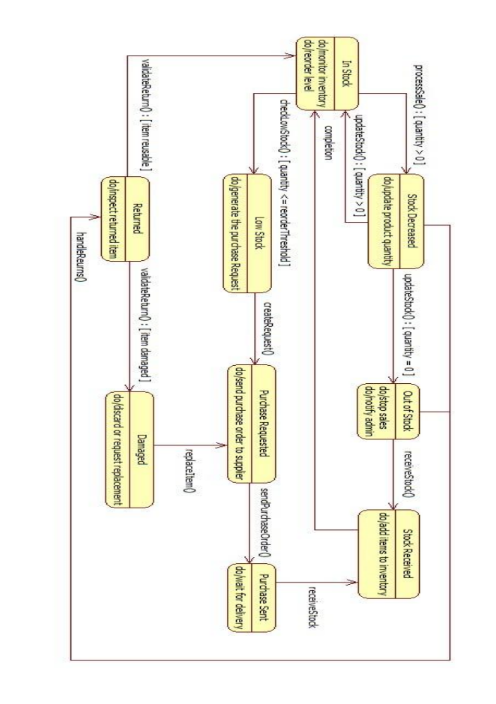 processSale() : [ quantity > 0 ]
Stock Decreased
do/update product quantity
updateStock() : [ quantity = 0 ]
Out of Stock
do/stop sales
do/notify admin
receiveStock()
Stock Received
do/add items to inventory
In Stock
do/monitor inventory
do/reorder level
updateStock() : [ quantity > 0 ]
completion
checkLowStock() : [ quantity <= reorderThreshold ]
Low Stock
do/generate the purchase Request
createRequest()
Purchase Requested
do/send purchase order to supplier
sendPurchaseOrder()
Purchase Sent
do/wait for delivery
receiveStock
validateReturn() : [ item reusable ]
Returned
do/inspect returned item
validateReturn() : [ item damaged ]
Damaged
do/discard or request replacement
replaceItem()
handleReurns()